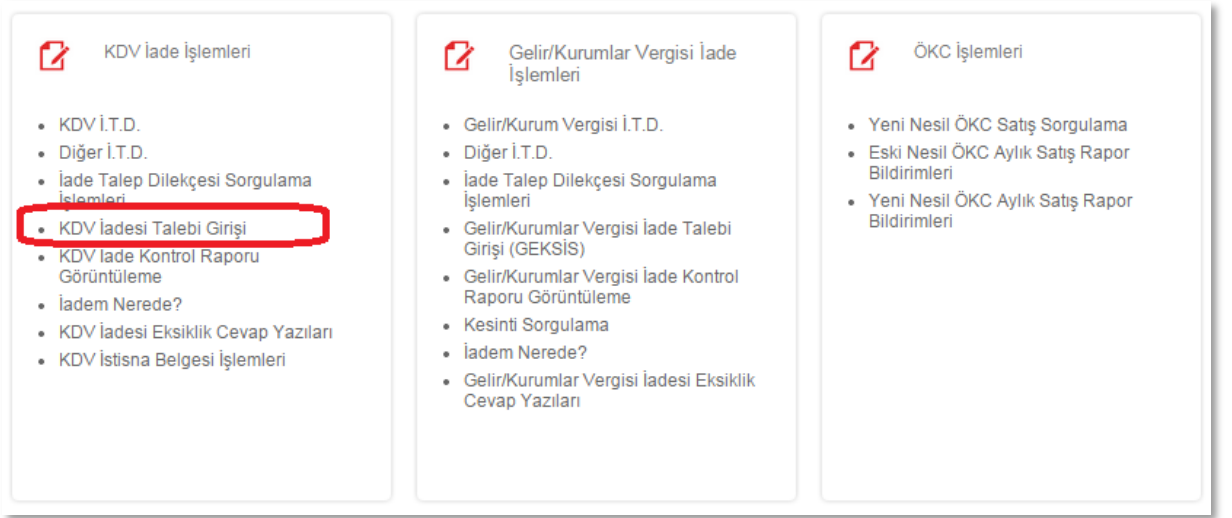 KDV İade İşlemleri
KDV İ.T.D.
Diğer İ.T.D.
İade Talep Dilekçesi Sorgulama
İşlemleri
KDV İadesi Talebi Girişi
KDV İade Kontrol Raporu
Görüntüleme
İadem Nerede?
KDV İadesi Eksiklik Cevap Yazıları
KDV İstisna Belgesi İşlemleri
Gelir/Kurumlar Vergisi İade
İşlemleri
Gelir/Kurum Vergisi İ.T.D.
Diğer İ.T.D.
İade Talep Dilekçesi Sorgulama
İşlemleri
Gelir/Kurumlar Vergisi İade Talebi
Girişi (GEKSİS)
Gelir/Kurumlar Vergisi İade Kontrol
Raporu Görüntüleme
Kesinti Sorgulama
İadem Nerede?
Gelir/Kurumlar Vergisi İadesi Eksiklik
Cevap Yazıları
ÖKC İşlemleri
Yeni Nesil ÖKC Satış Sorgulama
Eski Nesil ÖKC Aylık Satış Rapor
Bildirimleri
Yeni Nesil ÖKC Aylık Satış Rapor
Bildirimleri